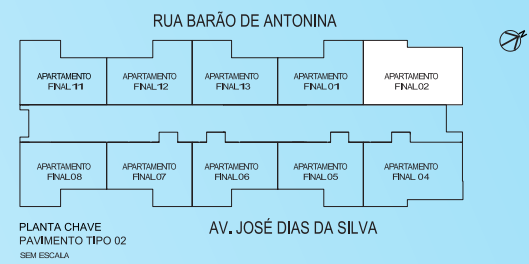 RUA BARÃO DE ANTONINA
APARTAMENTO
FINAL 11
APARTAMENTO
FINAL 12
APARTAMENTO
FINAL 13
APARTAMENTO
FINAL 01
APARTAMENTO
FINAL 02
APARTAMENTO
FINAL 08
APARTAMENTO
FINAL 07
APARTAMENTO
FINAL 06
APARTAMENTO
FINAL 05
APARTAMENTO
FINAL 04
PLANTA CHAVE
PAVIMENTO TIPO 02
SEM ESCALA
AV. JOSÉ DIAS DA SILVA